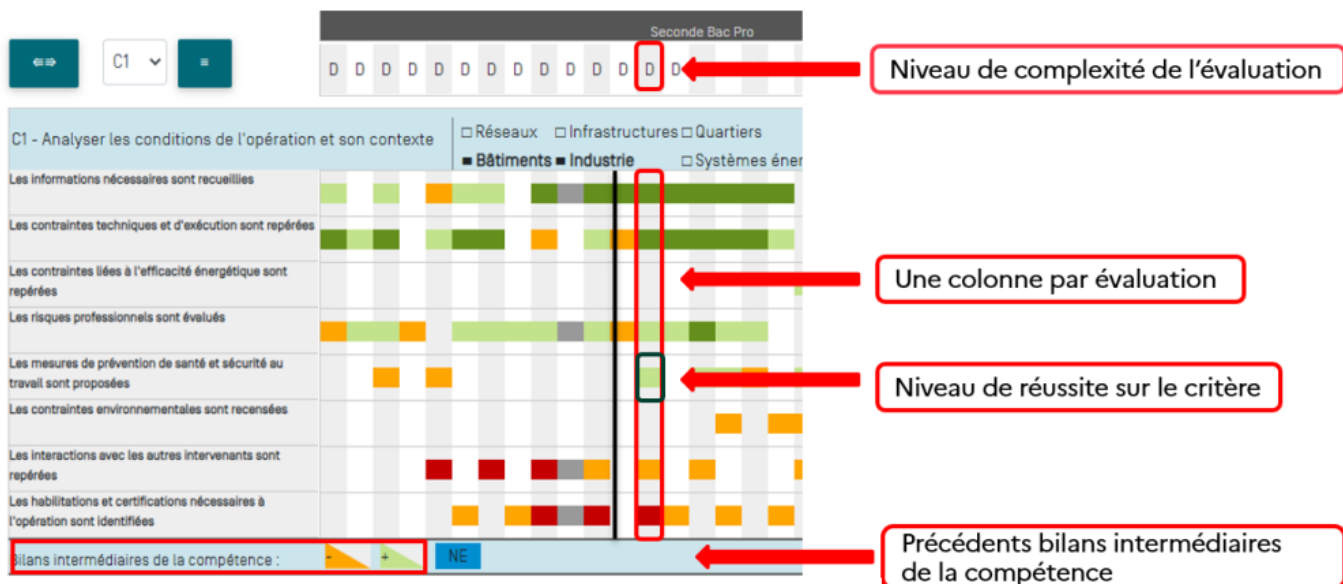 Seconde Bac Pro
C1
D D D D D D D D D D D D D D
Niveau de complexité de l'évaluation
C1 - Analyser les conditions de l'opération et son contexte
□ Réseaux □ Infrastructures □ Quartiers
■ Bâtiments ■ Industrie □ Systèmes éner
Les informations nécessaires sont recueillies
Les contraintes techniques et d'exécution sont repérées
Les contraintes liées à l'efficacité énergétique sont
repérées
Une colonne par évaluation
Les risques professionnels sont évalués
Les mesures de prévention de santé et sécurité au
travail sont proposées
Niveau de réussite sur le critère
Les contraintes environnementales sont recensées
Les interactions avec les autres intervenants sont
repérées
Les habilitations et certifications nécessaires à
l'opération sont identifiées
Bilans intermédiaires de la compétence :
- + NE
Précédents bilans intermédiaires
de la compétence